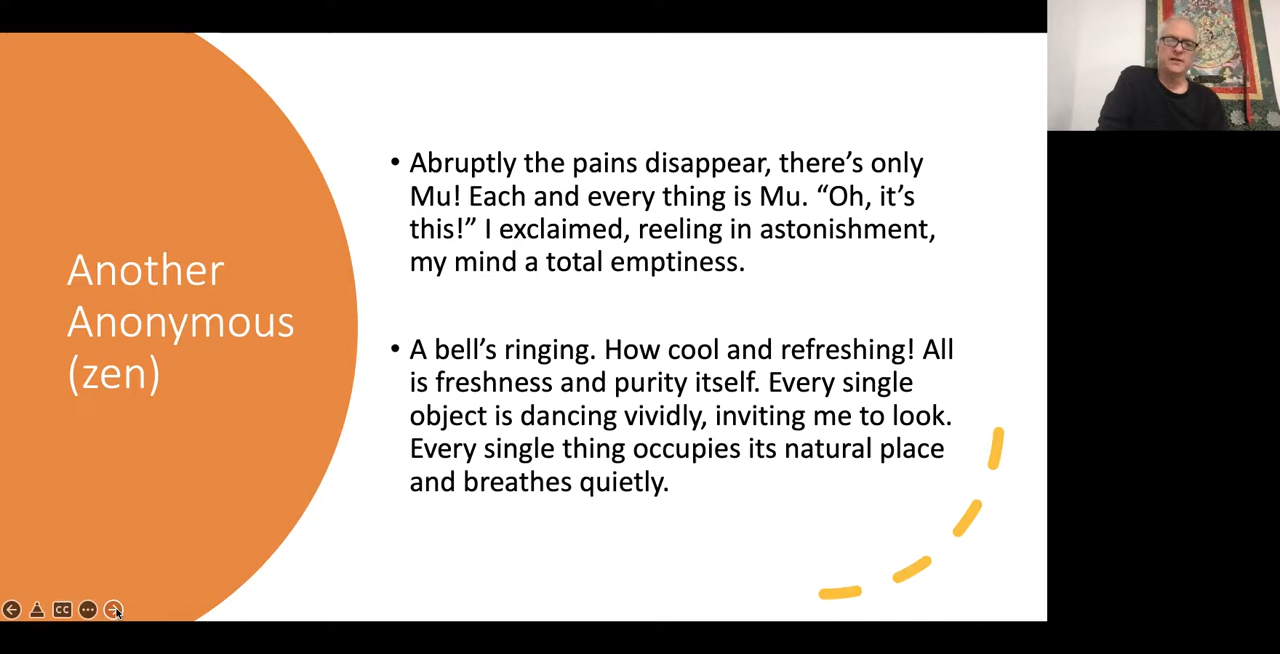 Another
Anonymous
(zen)
• Abruptly the pains disappear, there’s only
Mu! Each and every thing is Mu. “Oh, it’s
this!” I exclaimed, reeling in astonishment,
my mind a total emptiness.
• A bell’s ringing. How cool and refreshing! All
is freshness and purity itself. Every single
object is dancing vividly, inviting me to look.
Every single thing occupies its natural place
and breathes quietly.
CC